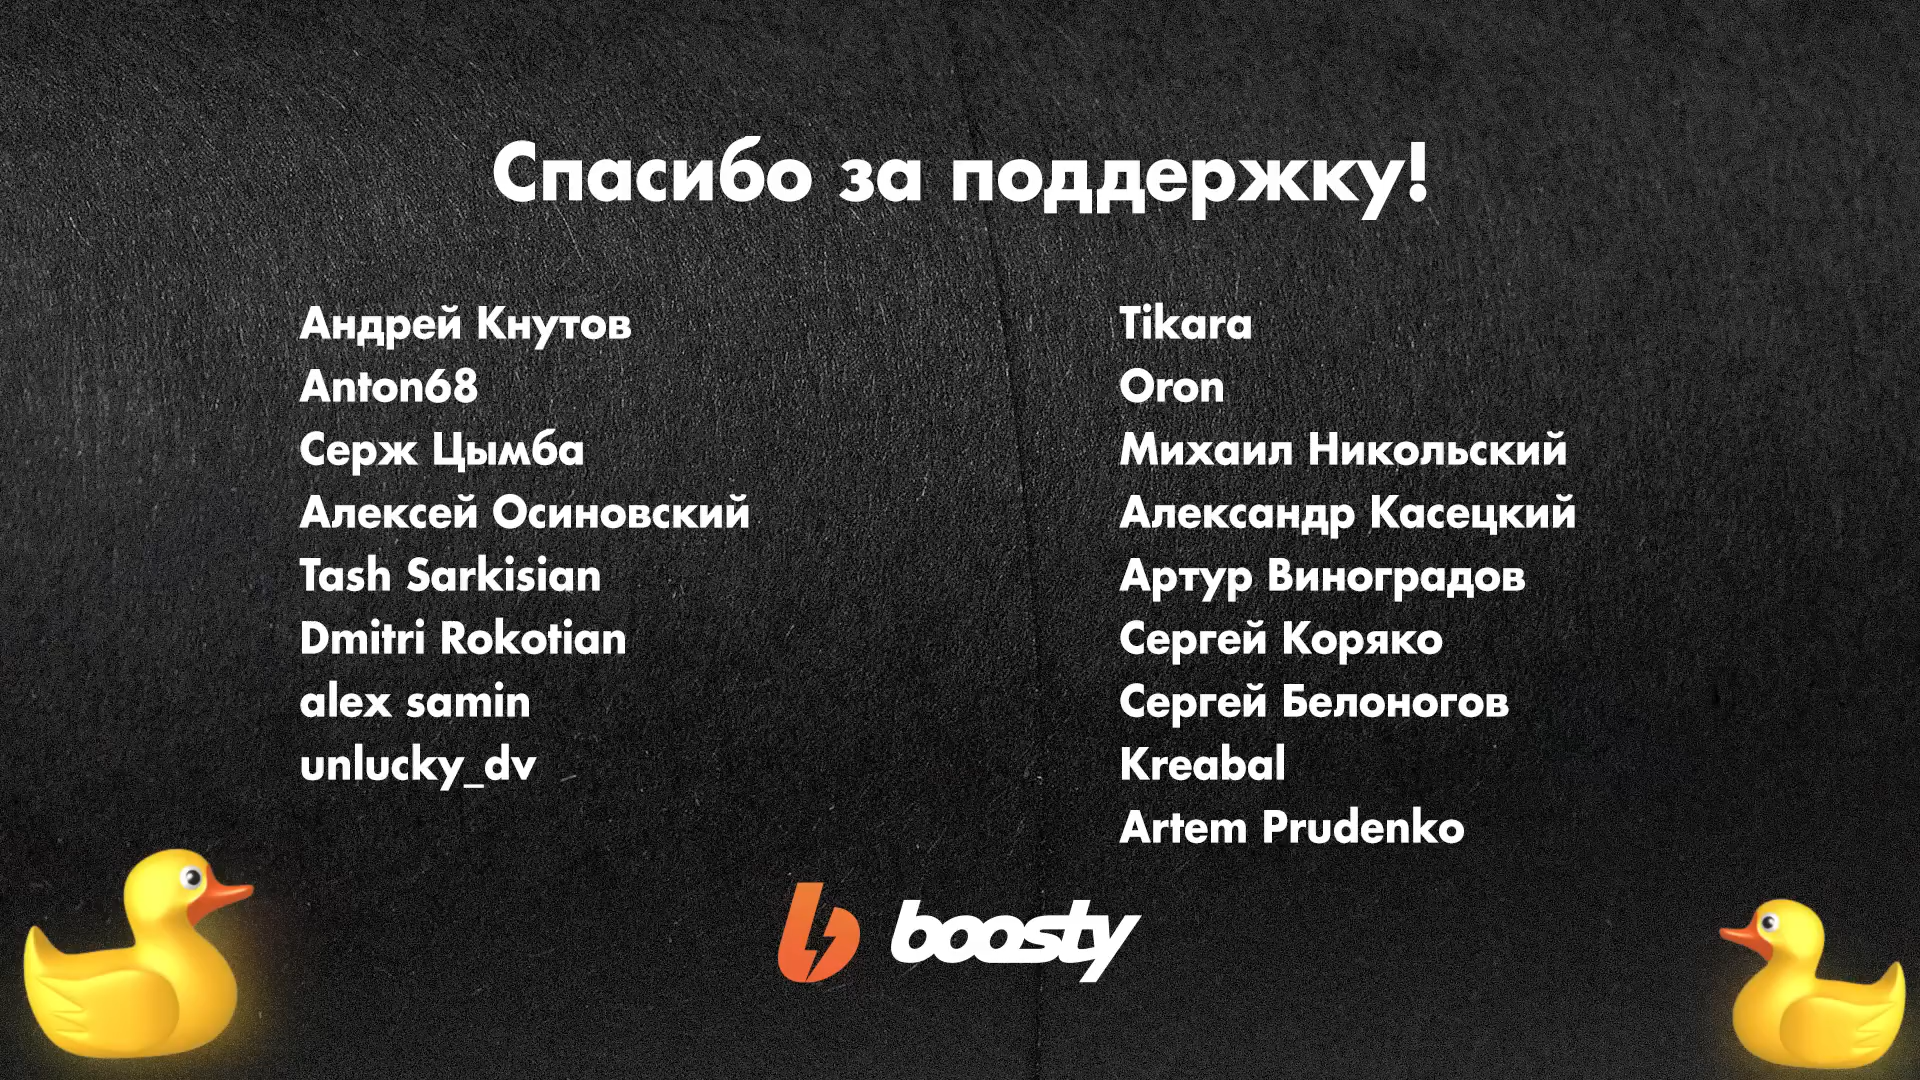 Спасибо за поддержку!
Андрей Кнутов
Anton68
Серж Цымба
Алексей Осиновский
Tash Sarkisian
Dmitri Rokotian
alex samin
unlucky_dv
Tikara
Oron
Михаил Никольский
Александр Касецкий
Артур Виноградов
Сергей Коряко
Сергей Белоногов
Kreabal
Artem Prudenko
boosty